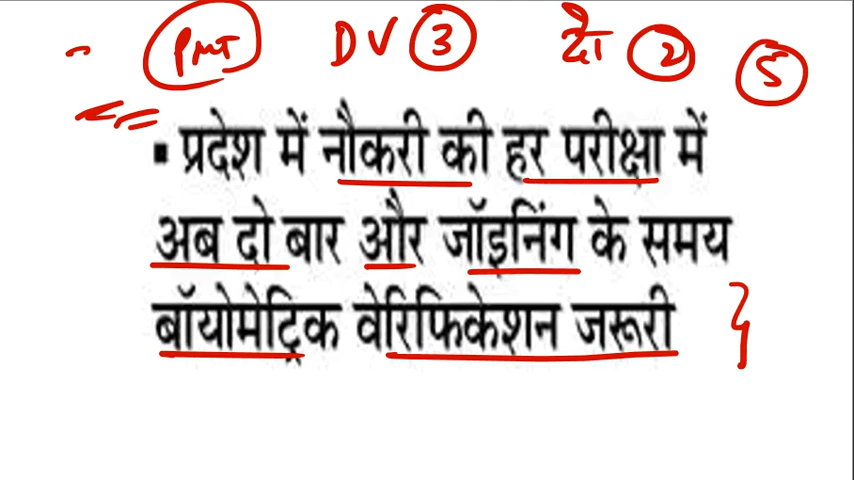 PMT DV 3 2 5
▪ प्रदेश में नौकरी की हर परीक्षा में
अब दो बार और जॉइनिंग के समय
बॉयोमेट्रिक वेरिफिकेशन जरूरी